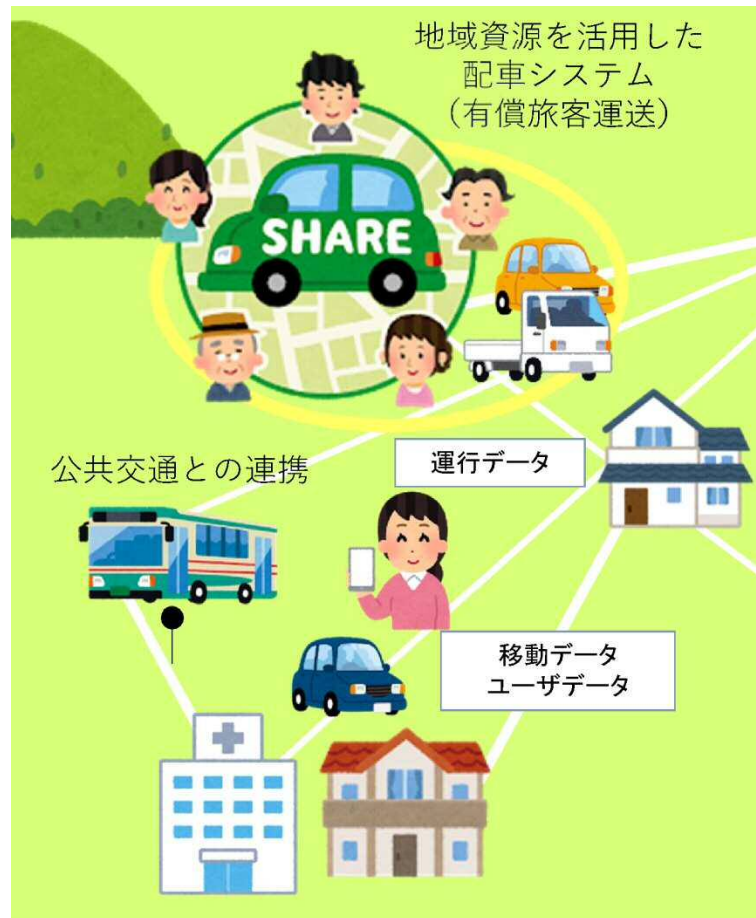 地域資源を活用した
配車システム
（有償旅客運送）
SHARE
公共交通との連携
運行データ
移動データ
ユーザデータ